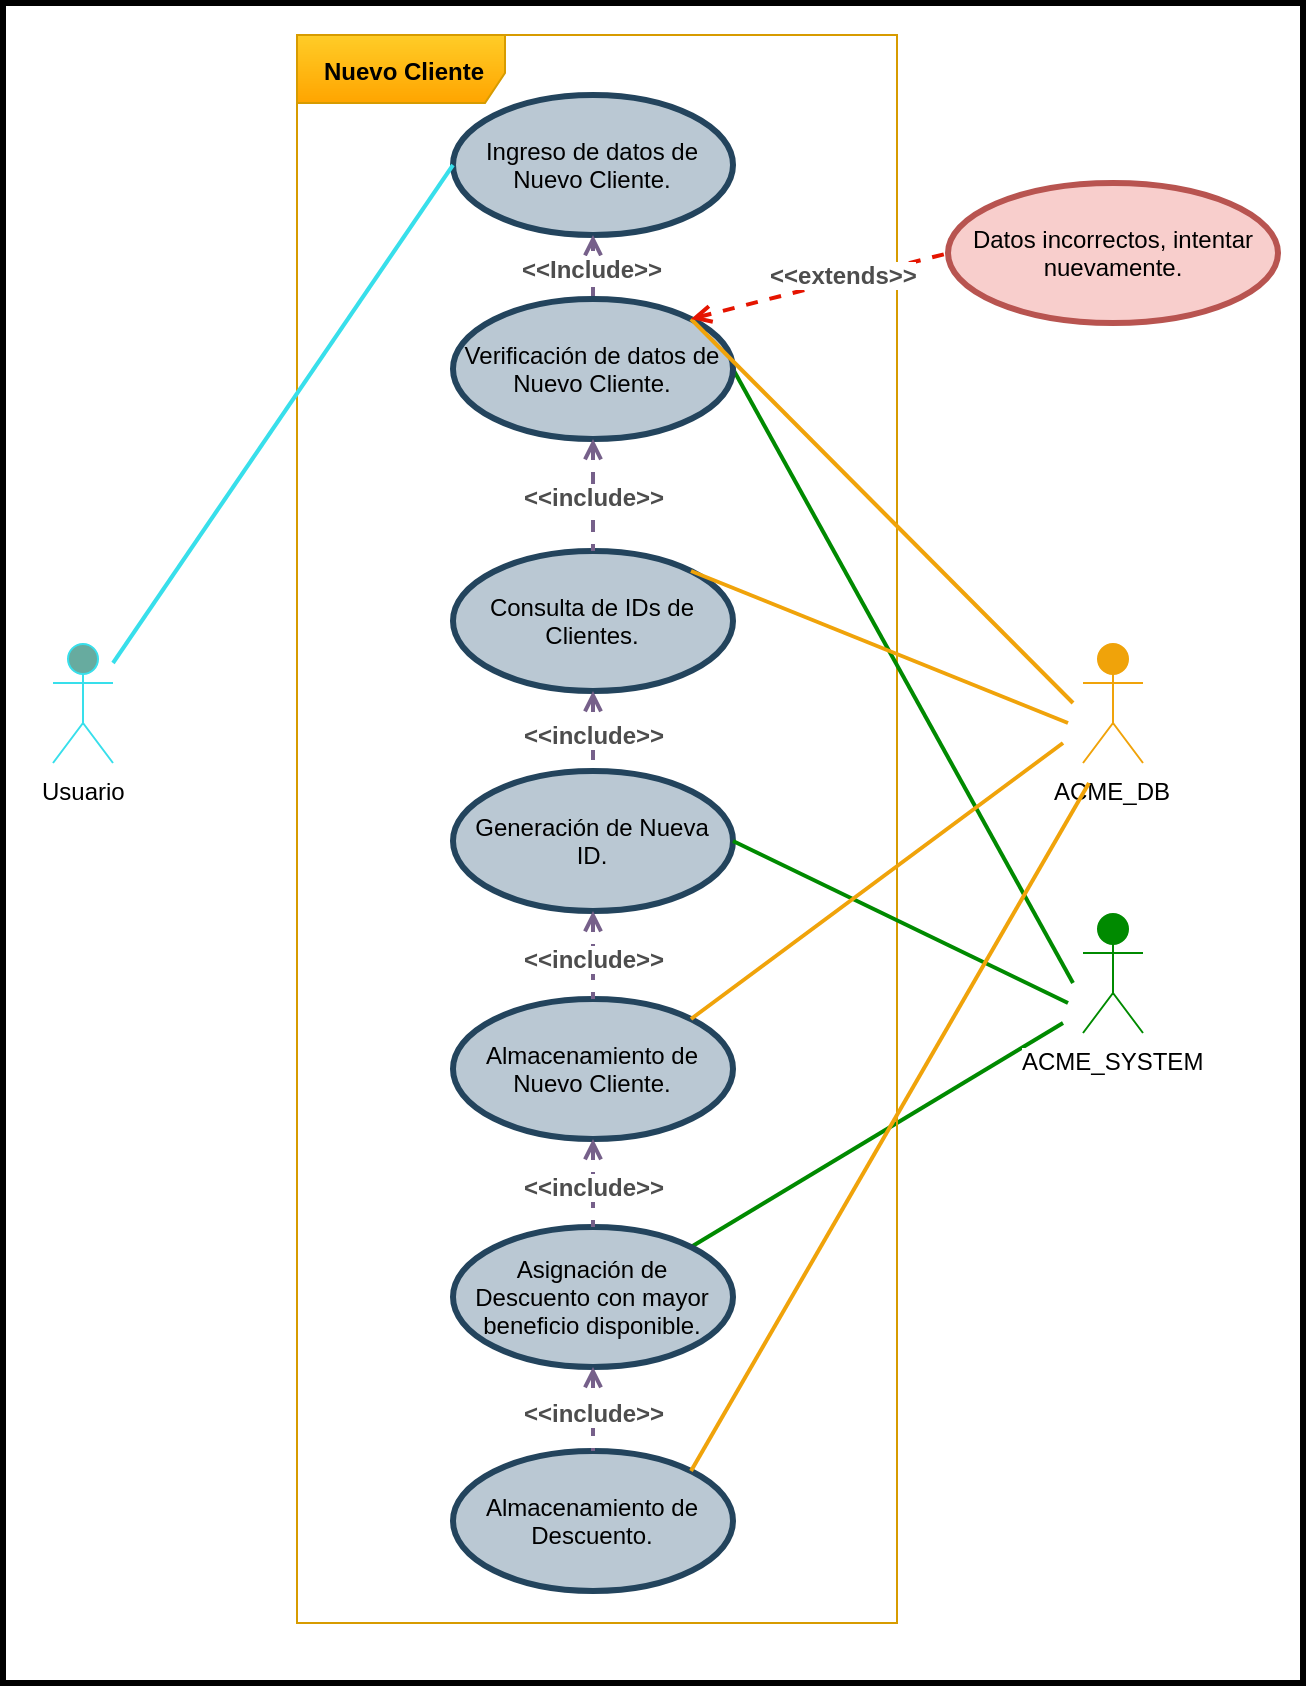 Nuevo Cliente
Ingreso de datos de
Nuevo Cliente.
<<Include>>
Datos incorrectos, intentar
nuevamente.
<<extends>>
Verificación de datos de
Nuevo Cliente.
<<include>>
Consulta de IDs de
Clientes.
<<include>>
Usuario
ACME_DB
Generación de Nueva
ID.
<<include>>
Almacenamiento de
Nuevo Cliente.
ACME_SYSTEM
<<include>>
Asignación de
Descuento con mayor
beneficio disponible.
<<include>>
Almacenamiento de
Descuento.